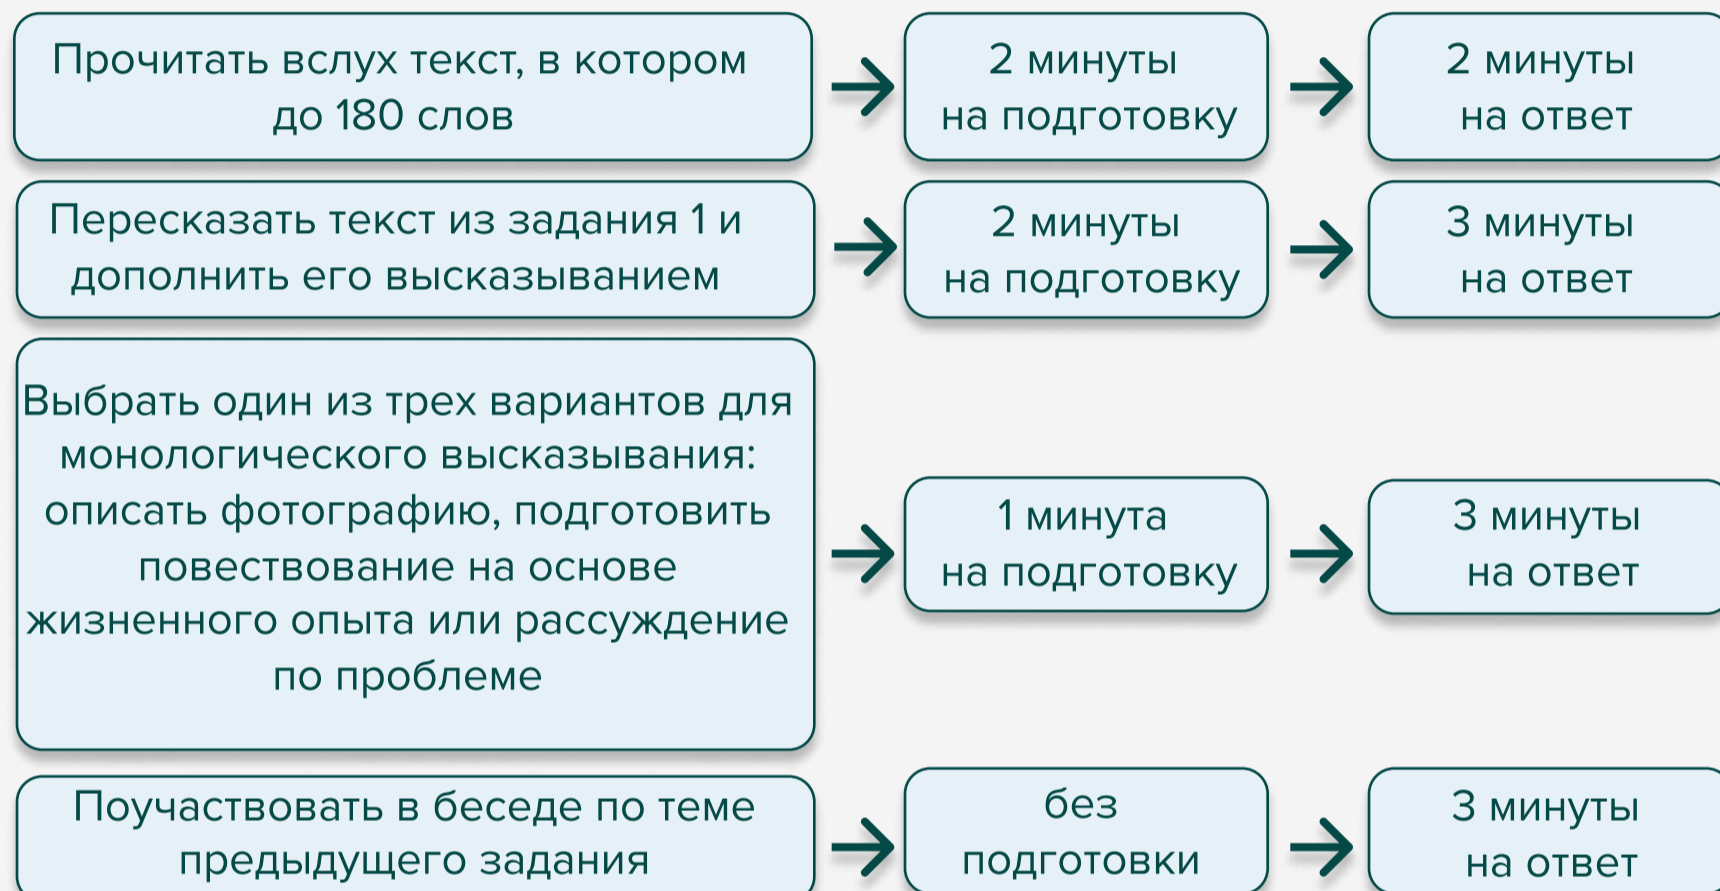 Прочитать вслух текст, в котором
до 180 слов
2 минуты
на подготовку
2 минуты
на ответ
Пересказать текст из задания 1 и
дополнить его высказыванием
2 минуты
на подготовку
3 минуты
на ответ
Выбрать один из трех вариантов для
монологического высказывания:
описать фотографию, подготовить
повествование на основе
жизненного опыта или рассуждение
по проблеме
1 минута
на подготовку
3 минуты
на ответ
Поучаствовать в беседе по теме
предыдущего задания
без
подготовки
3 минуты
на ответ